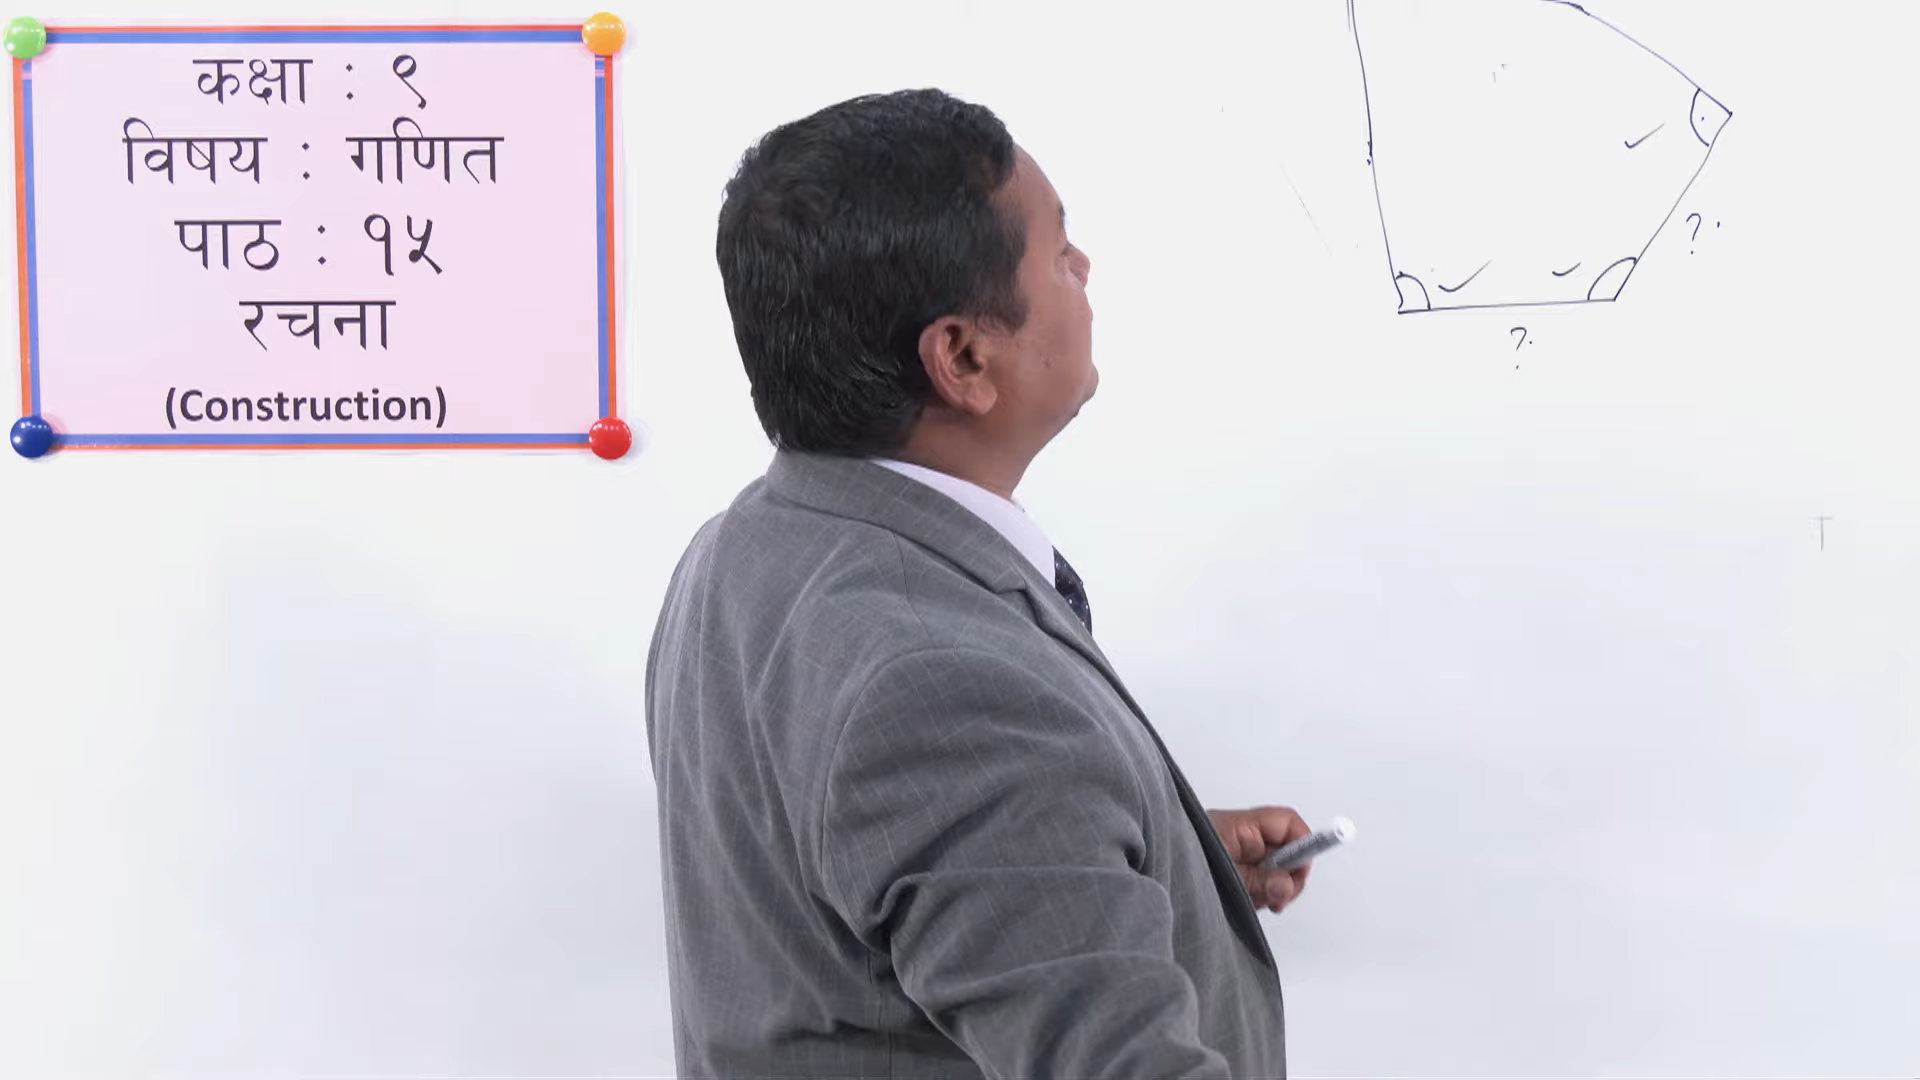 कक्षा : ९
विषय : गणित
पाठ : १५
रचना
(Construction)
?
?